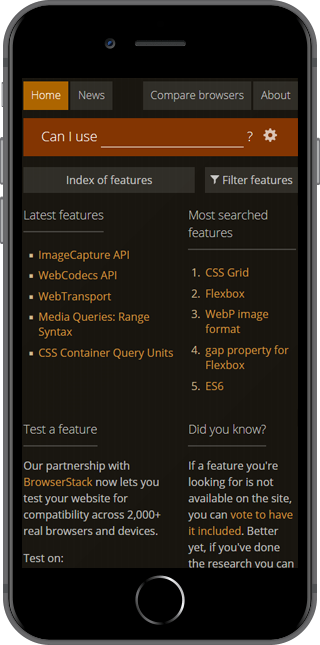 Home News Compare browsers About
Can I use ?
Index of features Filter features
Latest features
ImageCapture API
WebCodecs API
WebTransport
Media Queries: Range
Syntax
CSS Container Query Units
Most searched
features
1. CSS Grid
2. Flexbox
3. WebP image
format
4. gap property for
Flexbox
5. ES6
Test a feature
Our partnership with
BrowserStack now lets you
test your website for
compatibility across 2,000+
real browsers and devices.
Test on:
Did you know?
If a feature you're
looking for is not
available on the site,
you can vote to have
it included. Better
yet, if you've done
the research you can